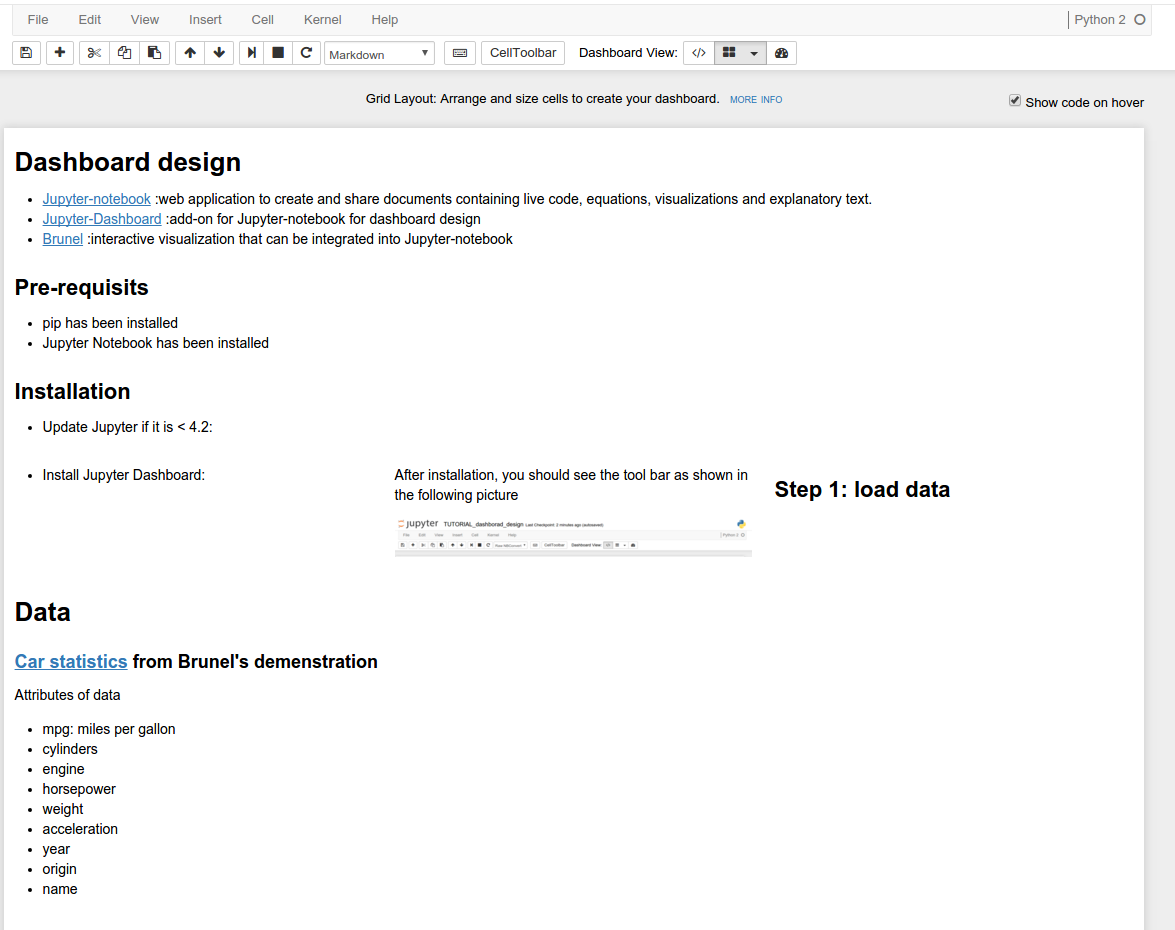 File Edit View Insert Cell Kernel Help Python 2
Markdown CellToolbar Dashboard View: </>
Grid Layout: Arrange and size cells to create your dashboard. MORE INFO
Show code on hover
Dashboard design
Jupyter-notebook :web application to create and share documents containing live code, equations, visualizations and explanatory text.
Jupyter-Dashboard :add-on for Jupyter-notebook for dashboard design
Brunel :interactive visualization that can be integrated into Jupyter-notebook
Pre-requisits
pip has been installed
Jupyter Notebook has been installed
Installation
Update Jupyter if it is < 4.2:
Install Jupyter Dashboard:
After installation, you should see the tool bar as shown in
the following picture
jupyter TUTORIAL_dashborad_design Last Checkpoint: 2 minutes ago (autosaved)
File Edit View Insert Cell Kernel Help
CellToolbar Dashboard View:
Step 1: load data
Data
Car statistics from Brunel's demenstration
Attributes of data
mpg: miles per gallon
cylinders
engine
horsepower
weight
acceleration
year
origin
name